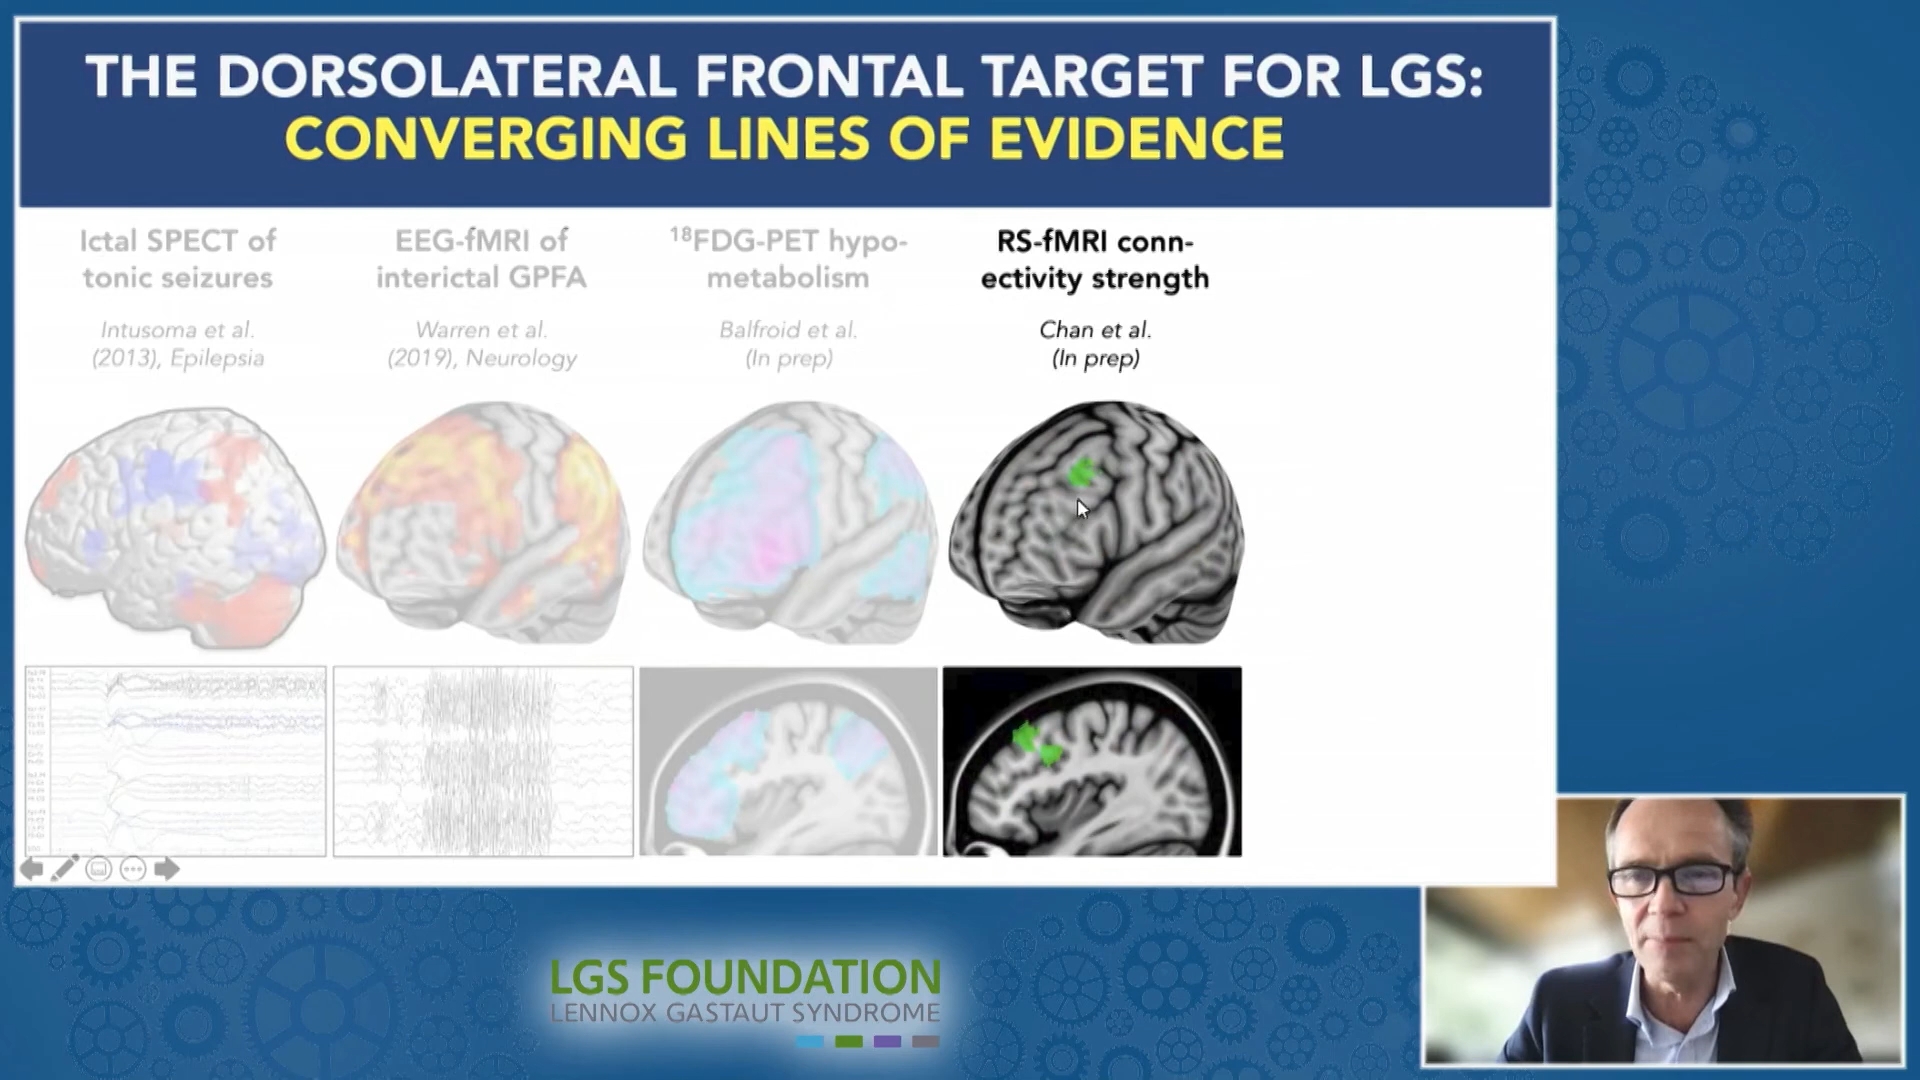 THE DORSOLATERAL FRONTAL TARGET FOR LGS:
CONVERGING LINES OF EVIDENCE
Ictal SPECT of
tonic seizures
Intusoma et al.
(2013), Epilepsia
EEG-fMRI of
interictal GPFA
Warren et al.
(2019), Neurology
18FDG-PET hypo-
metabolism
Balfroid et al.
(In prep)
RS-fMRI conn-
ectivity strength
Chan et al.
(In prep)
LGS FOUNDATION
LENNOX GASTAUT SYNDROME